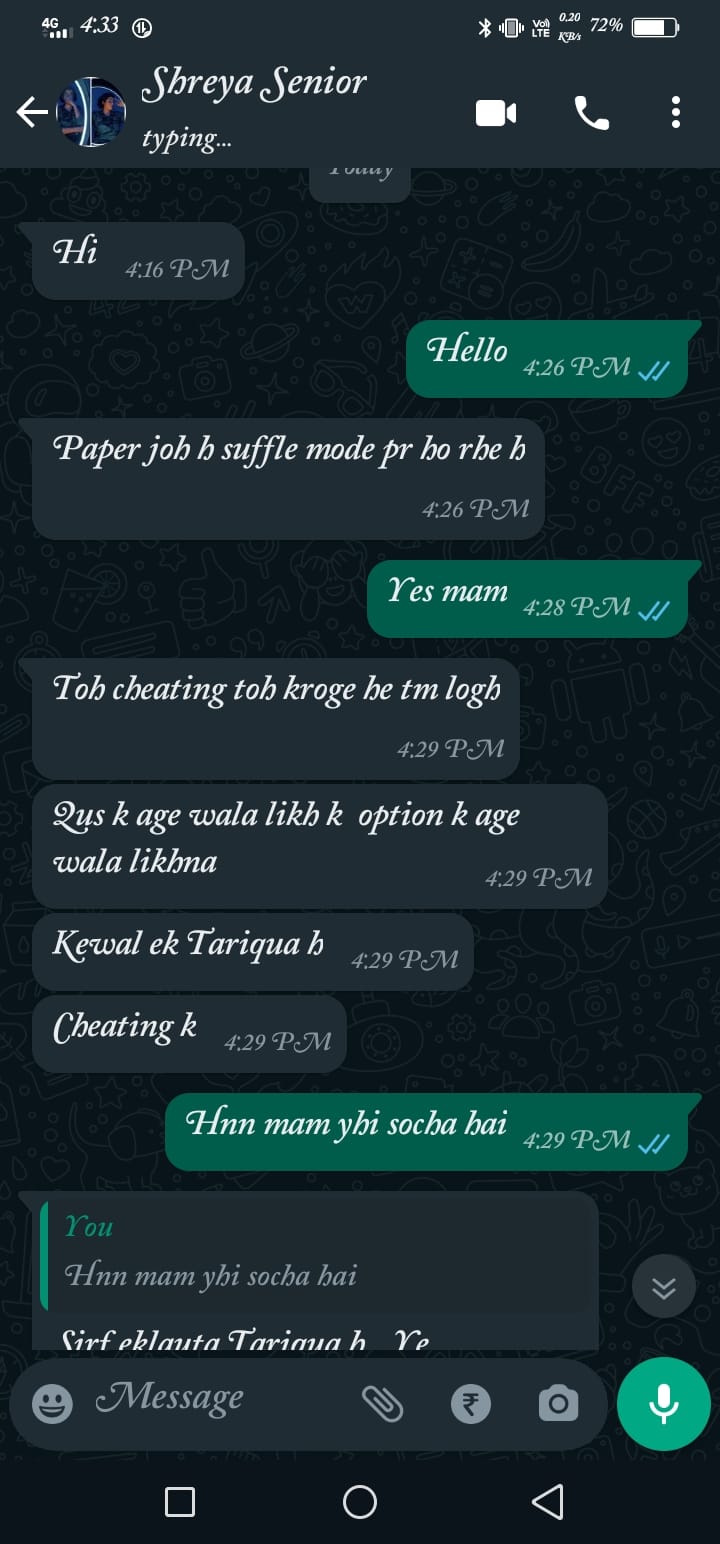 4G 4:33 Vo) LTE 0.20 KB/s 72%
Shreya Senior
typing...
Today
Hi 4:16 PM
Hello 4:26 PM
Paper joh h suffle mode pr ho rhe h
4:26 PM
Yes mam 4:28 PM
Toh cheating toh kroge he tm logh
4:29 PM
Qus k age wala likh k option k age
wala likhna 4:29 PM
Kewal ek Tariqua h 4:29 PM
Cheating k 4:29 PM
Hnn mam yhi socha hai 4:29 PM
You
Hnn mam yhi socha hai
Sirf eklauta Tariqua h Ye
Message